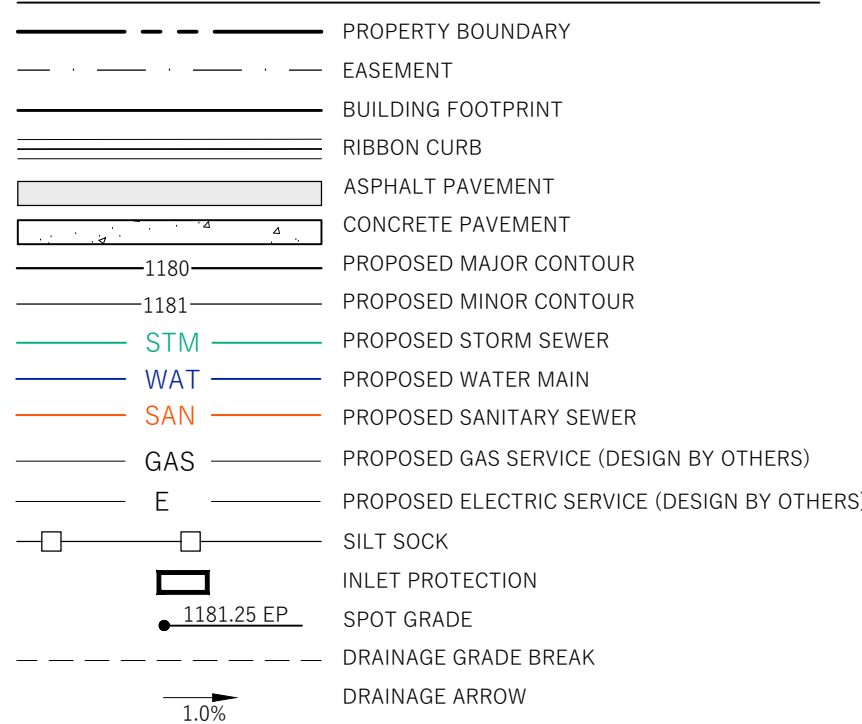 PROPERTY BOUNDARY
EASEMENT
BUILDING FOOTPRINT
RIBBON CURB
ASPHALT PAVEMENT
CONCRETE PAVEMENT
1180 PROPOSED MAJOR CONTOUR
1181 PROPOSED MINOR CONTOUR
STM PROPOSED STORM SEWER
WAT PROPOSED WATER MAIN
SAN PROPOSED SANITARY SEWER
GAS PROPOSED GAS SERVICE (DESIGN BY OTHERS)
E PROPOSED ELECTRIC SERVICE (DESIGN BY OTHERS)
SILT SOCK
INLET PROTECTION
1181.25 EP SPOT GRADE
DRAINAGE GRADE BREAK
DRAINAGE ARROW
1.0%